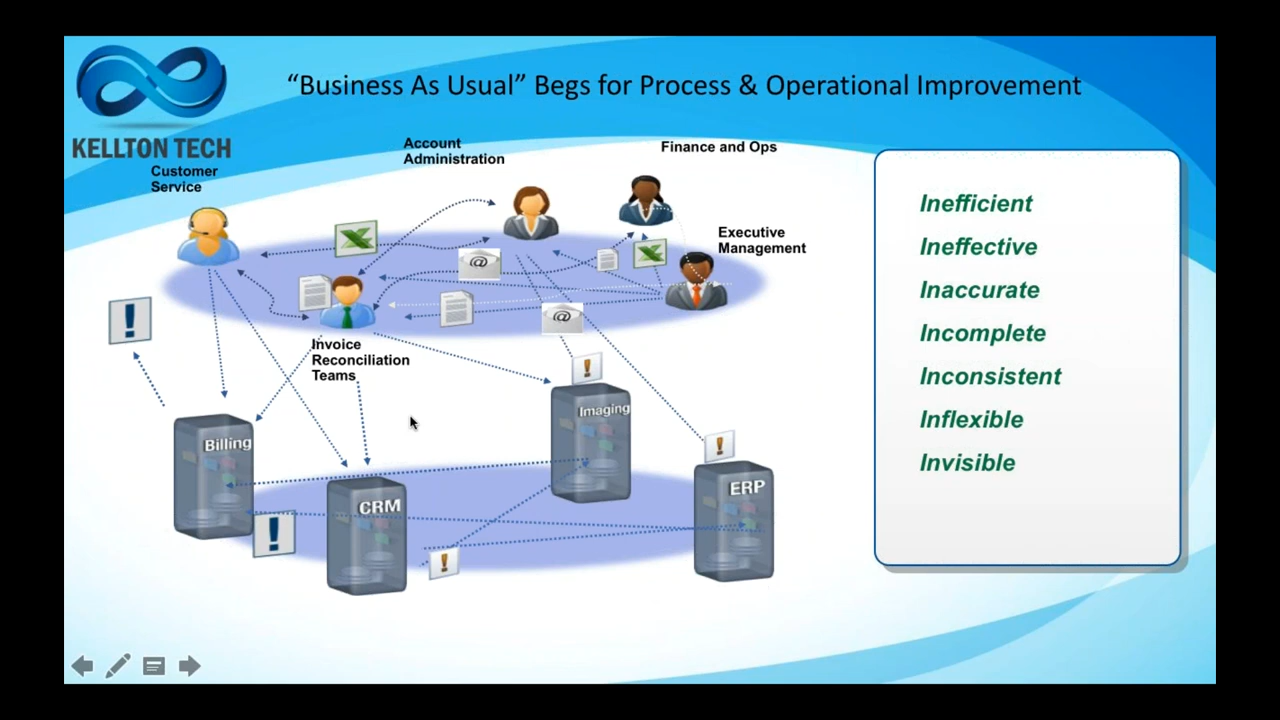 “Business As Usual” Begs for Process & Operational Improvement
KELLTON TECH
Customer
Service
Account
Administration
Finance and Ops
Executive
Management
@
@
Invoice
Reconciliation
Teams
!
!
!
!
!
Billing
CRM
Imaging
ERP
Inefficient
Ineffective
Inaccurate
Incomplete
Inconsistent
Inflexible
Invisible